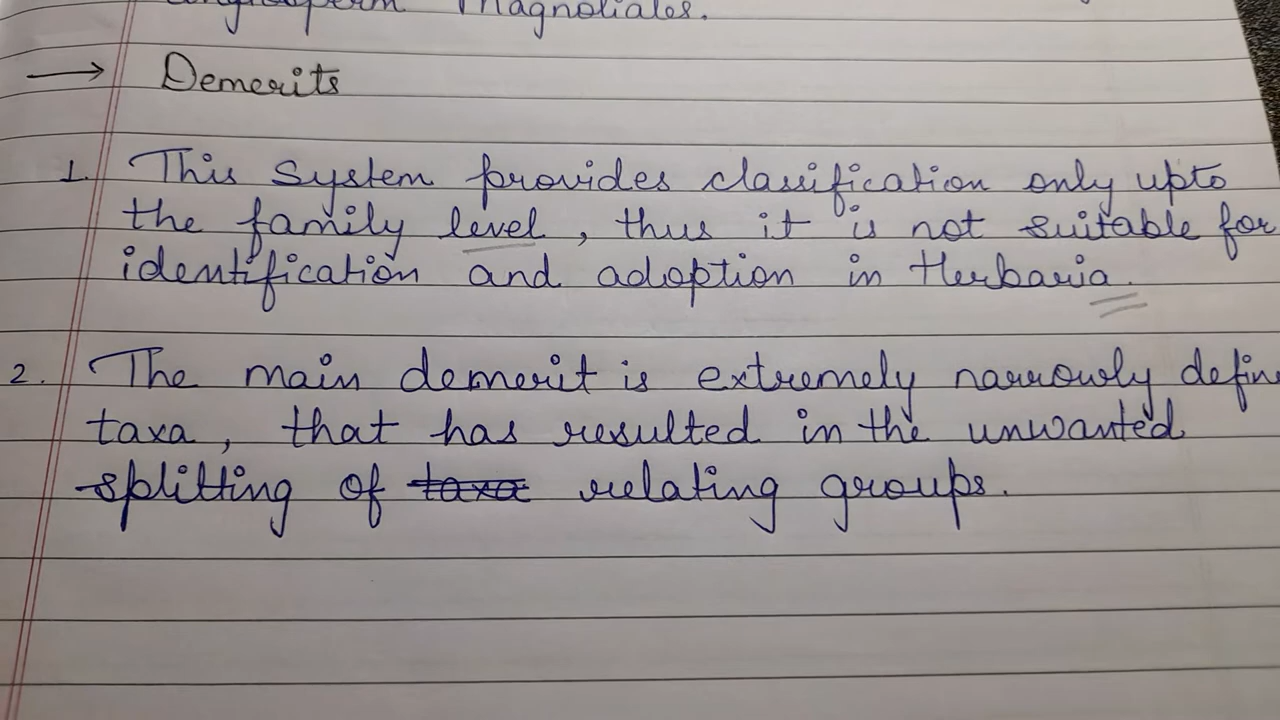 angiosperm Magnoliales.
→ Demerits
1. This System provides classification only upto
the family level, thus it is not suitable for
identification and adoption in Herbaria.
2. The main demerit is extremely narrowly defin
taxa, that has resulted in the unwanted
splitting of taxa relating groups.